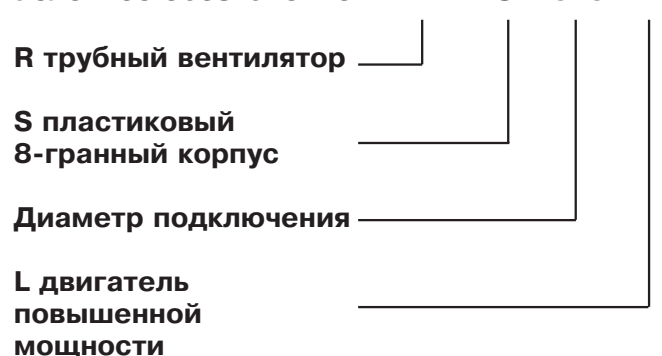 R трубный вентилятор
S пластиковый
8-гранный корпус
Диаметр подключения
L двигатель
повышенной
мощности